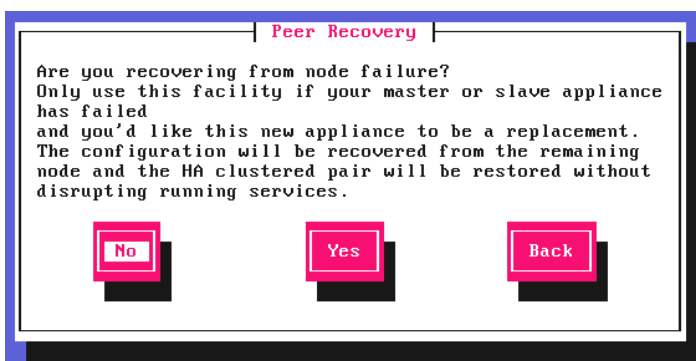 Peer Recovery
Are you recovering from node failure?
Only use this facility if your master or slave appliance
has failed
and you'd like this new appliance to be a replacement.
The configuration will be recovered from the remaining
node and the HA clustered pair will be restored without
disrupting running services.
No Yes Back